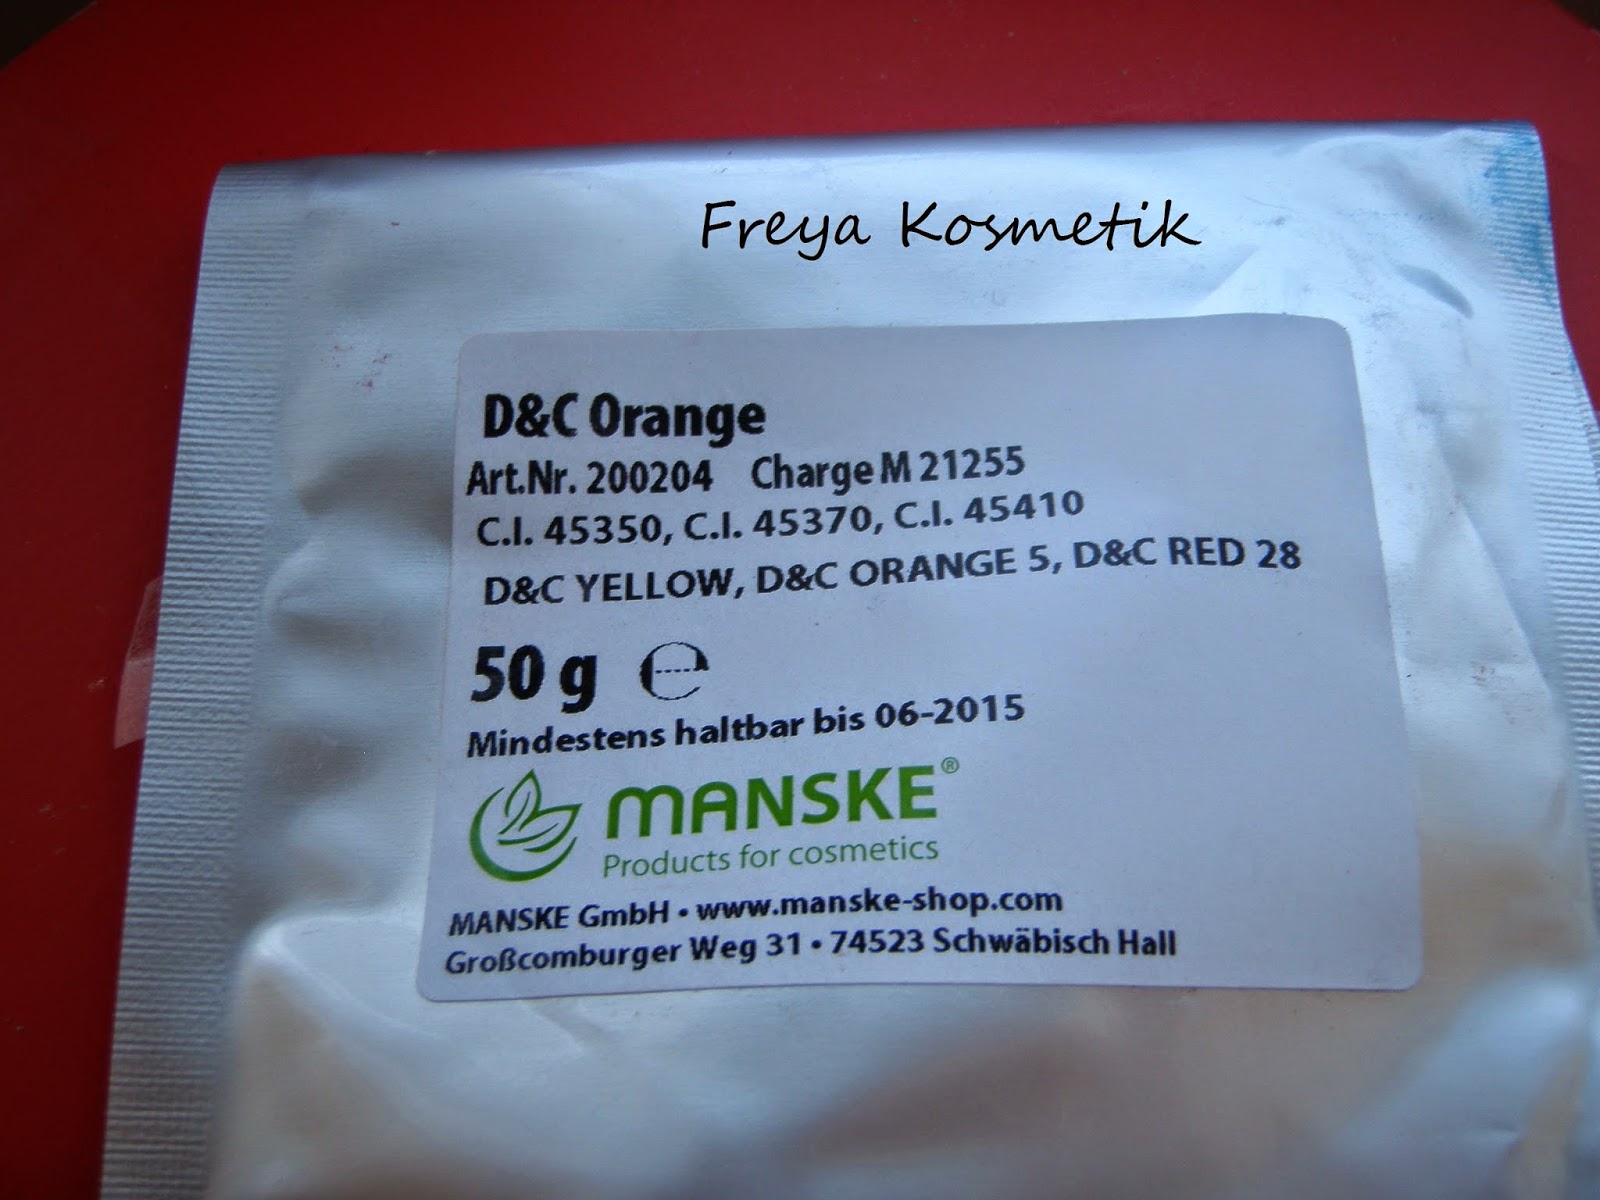 Freya Kosmetik
D&C Orange
Art.Nr. 200204 Charge M 21255
C.I. 45350, C.I. 45370, C.I. 45410
D&C YELLOW, D&C ORANGE 5, D&C RED 28
50 g ℮
Mindestens haltbar bis 06-2015
MANSKE®
Products for cosmetics
MANSKE GmbH • www.manske-shop.com
Großcomburger Weg 31 • 74523 Schwäbisch Hall